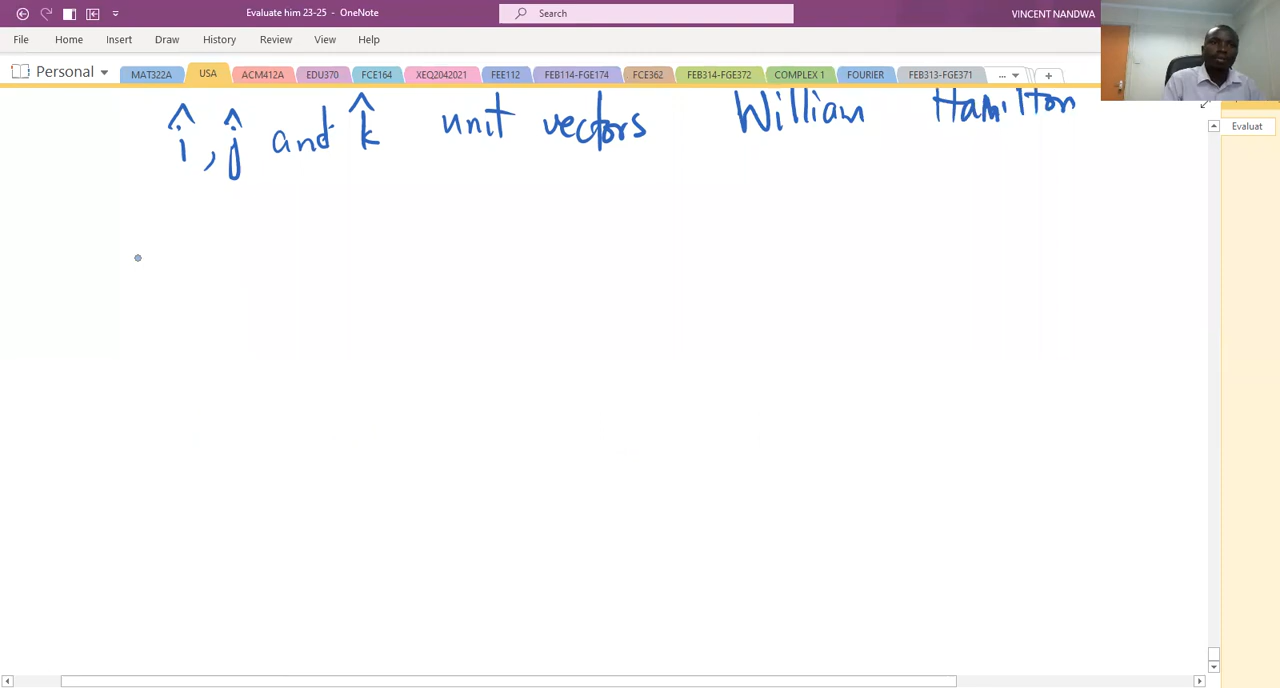 Evaluate him 23-25 - OneNote
Search
VINCENT NANDWA
File Home Insert Draw History Review View Help
Personal MAT322A USA ACM412A EDU370 FCE164 XEQ2042021 FEE112 FEB114-FGE174 FCE362 FEB314-FGE372 COMPLEX 1 FOURIER FEB313-FGE371 ... +
Evaluat
î, ĵ and k̂ unit vectors William Hamilton